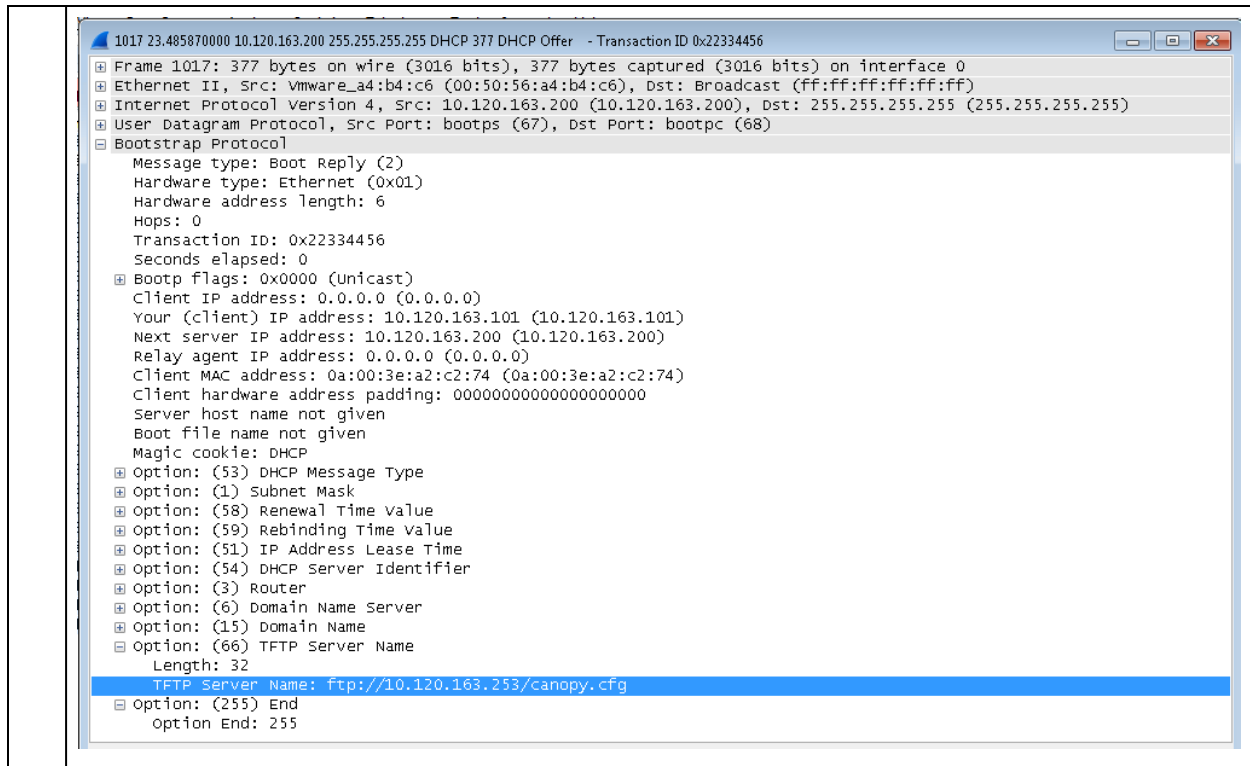 1017 23.485870000 10.120.163.200 255.255.255.255 DHCP 377 DHCP Offer - Transaction ID 0x22334456
Frame 1017: 377 bytes on wire (3016 bits), 377 bytes captured (3016 bits) on interface 0
Ethernet II, Src: Vmware_a4:b4:c6 (00:50:56:a4:b4:c6), Dst: Broadcast (ff:ff:ff:ff:ff:ff)
Internet Protocol Version 4, Src: 10.120.163.200 (10.120.163.200), Dst: 255.255.255.255 (255.255.255.255)
User Datagram Protocol, Src Port: bootps (67), Dst Port: bootpc (68)
Bootstrap Protocol
Message type: Boot Reply (2)
Hardware type: Ethernet (0x01)
Hardware address length: 6
Hops: 0
Transaction ID: 0x22334456
Seconds elapsed: 0
Bootp flags: 0x0000 (Unicast)
Client IP address: 0.0.0.0 (0.0.0.0)
Your (client) IP address: 10.120.163.101 (10.120.163.101)
Next server IP address: 10.120.163.200 (10.120.163.200)
Relay agent IP address: 0.0.0.0 (0.0.0.0)
Client MAC address: 0a:00:3e:a2:c2:74 (0a:00:3e:a2:c2:74)
Client hardware address padding: 00000000000000000000
Server host name not given
Boot file name not given
Magic cookie: DHCP
Option: (53) DHCP Message Type
Option: (1) Subnet Mask
Option: (58) Renewal Time Value
Option: (59) Rebinding Time Value
Option: (51) IP Address Lease Time
Option: (54) DHCP Server Identifier
Option: (3) Router
Option: (6) Domain Name Server
Option: (15) Domain Name
Option: (66) TFTP Server Name
Length: 32
TFTP Server Name: ftp://10.120.163.253/canopy.cfg
Option: (255) End
Option End: 255